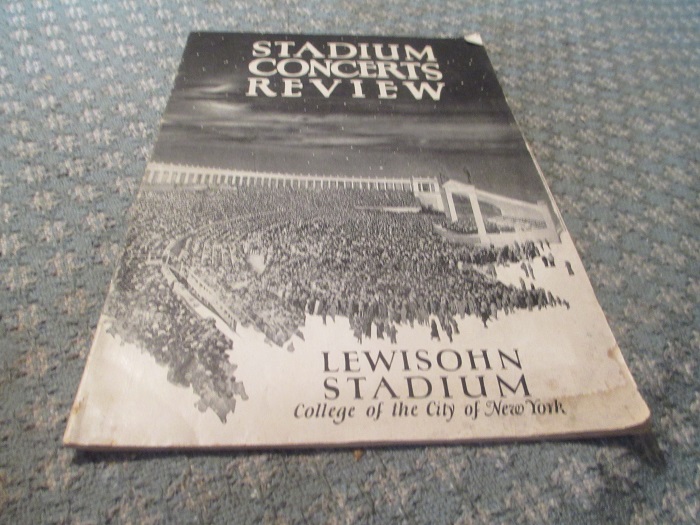 STADIUM
CONCERTS
REVIEW
LEWISOHN
STADIUM
College of the City of New York